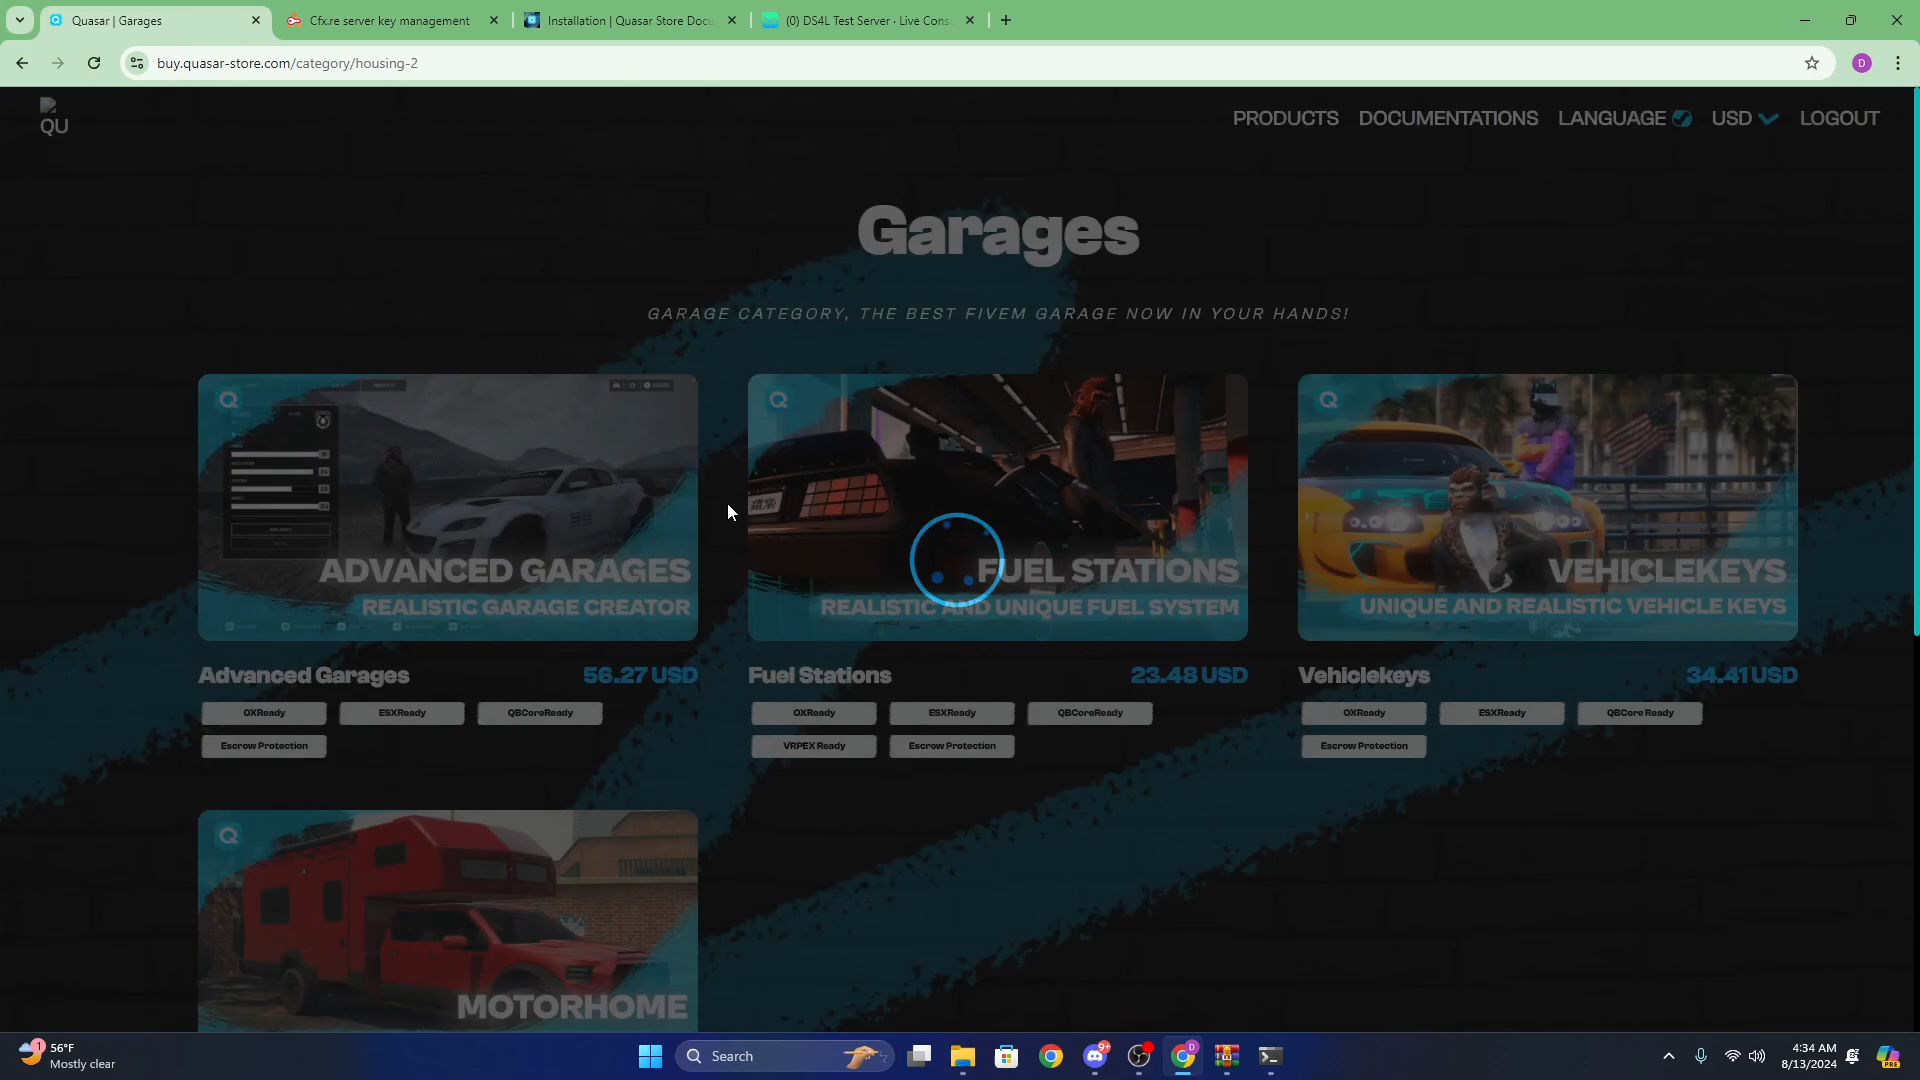 Quasar | Garages
Cfx.re server key management
Installation | Quasar Store Docu
(0) DS4L Test Server · Live Cons
buy.quasar-store.com/category/housing-2
D
QU
PRODUCTS
DOCUMENTATIONS
LANGUAGE
USD
LOGOUT
Garages
GARAGE CATEGORY, THE BEST FIVEM GARAGE NOW IN YOUR HANDS!
ADVANCED GARAGES
REALISTIC GARAGE CREATOR
FUEL STATIONS
REALISTIC AND UNIQUE FUEL SYSTEM
VEHICLEKEYS
UNIQUE AND REALISTIC VEHICLE KEYS
Advanced Garages
56.27 USD
OXReady
ESXReady
QBCoreReady
Escrow Protection
Fuel Stations
23.48 USD
OXReady
ESXReady
QBCoreReady
VRPEX Ready
Escrow Protection
Vehiclekeys
34.41 USD
OXReady
ESXReady
QBCore Ready
Escrow Protection
MOTORHOME
1
56°F
Mostly clear
Search
9+
D
4:34 AM
8/13/2024
PRE